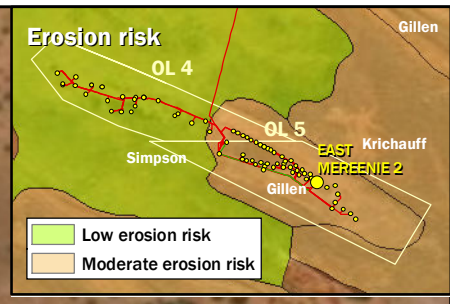 Erosion risk
Gillen
OL 4
OL 5
Krichauff
EAST
MEREENIE 2
Simpson
Gillen
Low erosion risk
Moderate erosion risk